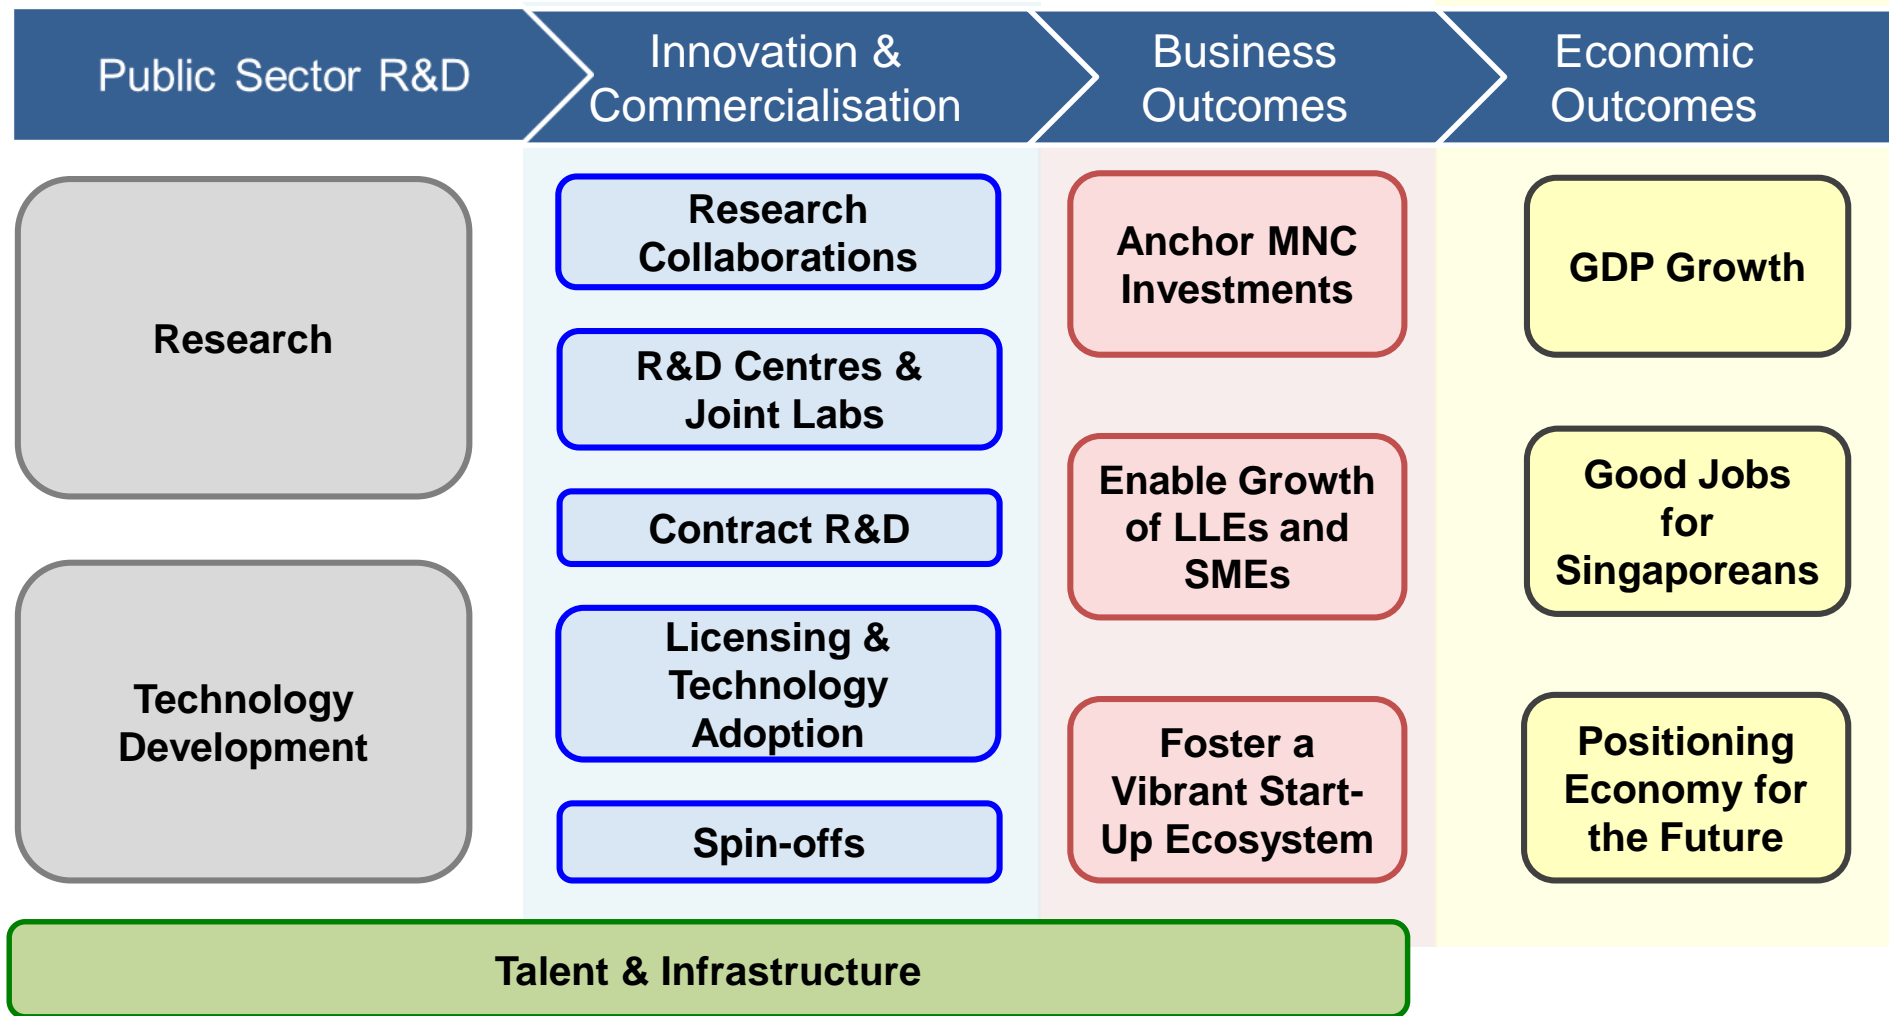 Public Sector R&D
Innovation &
Commercialisation
Business
Outcomes
Economic
Outcomes
Research
Technology
Development
Research
Collaborations
R&D Centres &
Joint Labs
Contract R&D
Licensing &
Technology
Adoption
Spin-offs
Anchor MNC
Investments
Enable Growth
of LLEs and
SMEs
Foster a
Vibrant Start-
Up Ecosystem
GDP Growth
Good Jobs
for
Singaporeans
Positioning
Economy for
the Future
Talent & Infrastructure